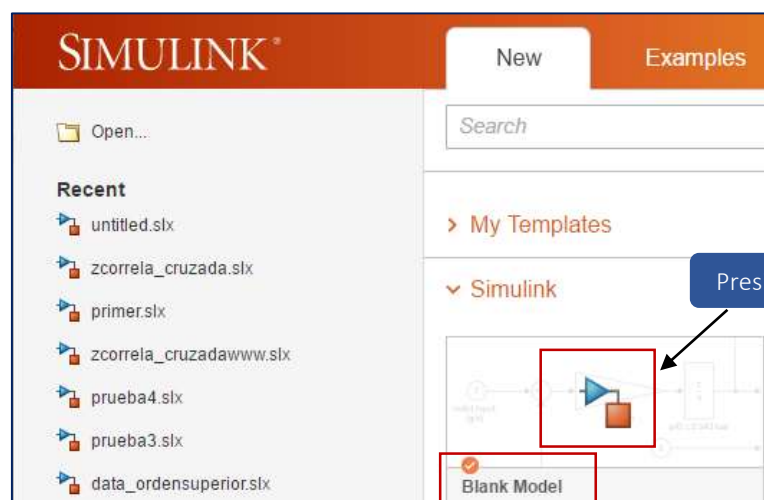 SIMULINK®
New
Examples
Open...
Search
Recent
untitled.slx
zcorrela_cruzada.slx
primer.slx
zcorrela_cruzadawww.slx
prueba4.slx
prueba3.slx
data_ordensuperior.slx
My Templates
Simulink
Pres
Blank Model